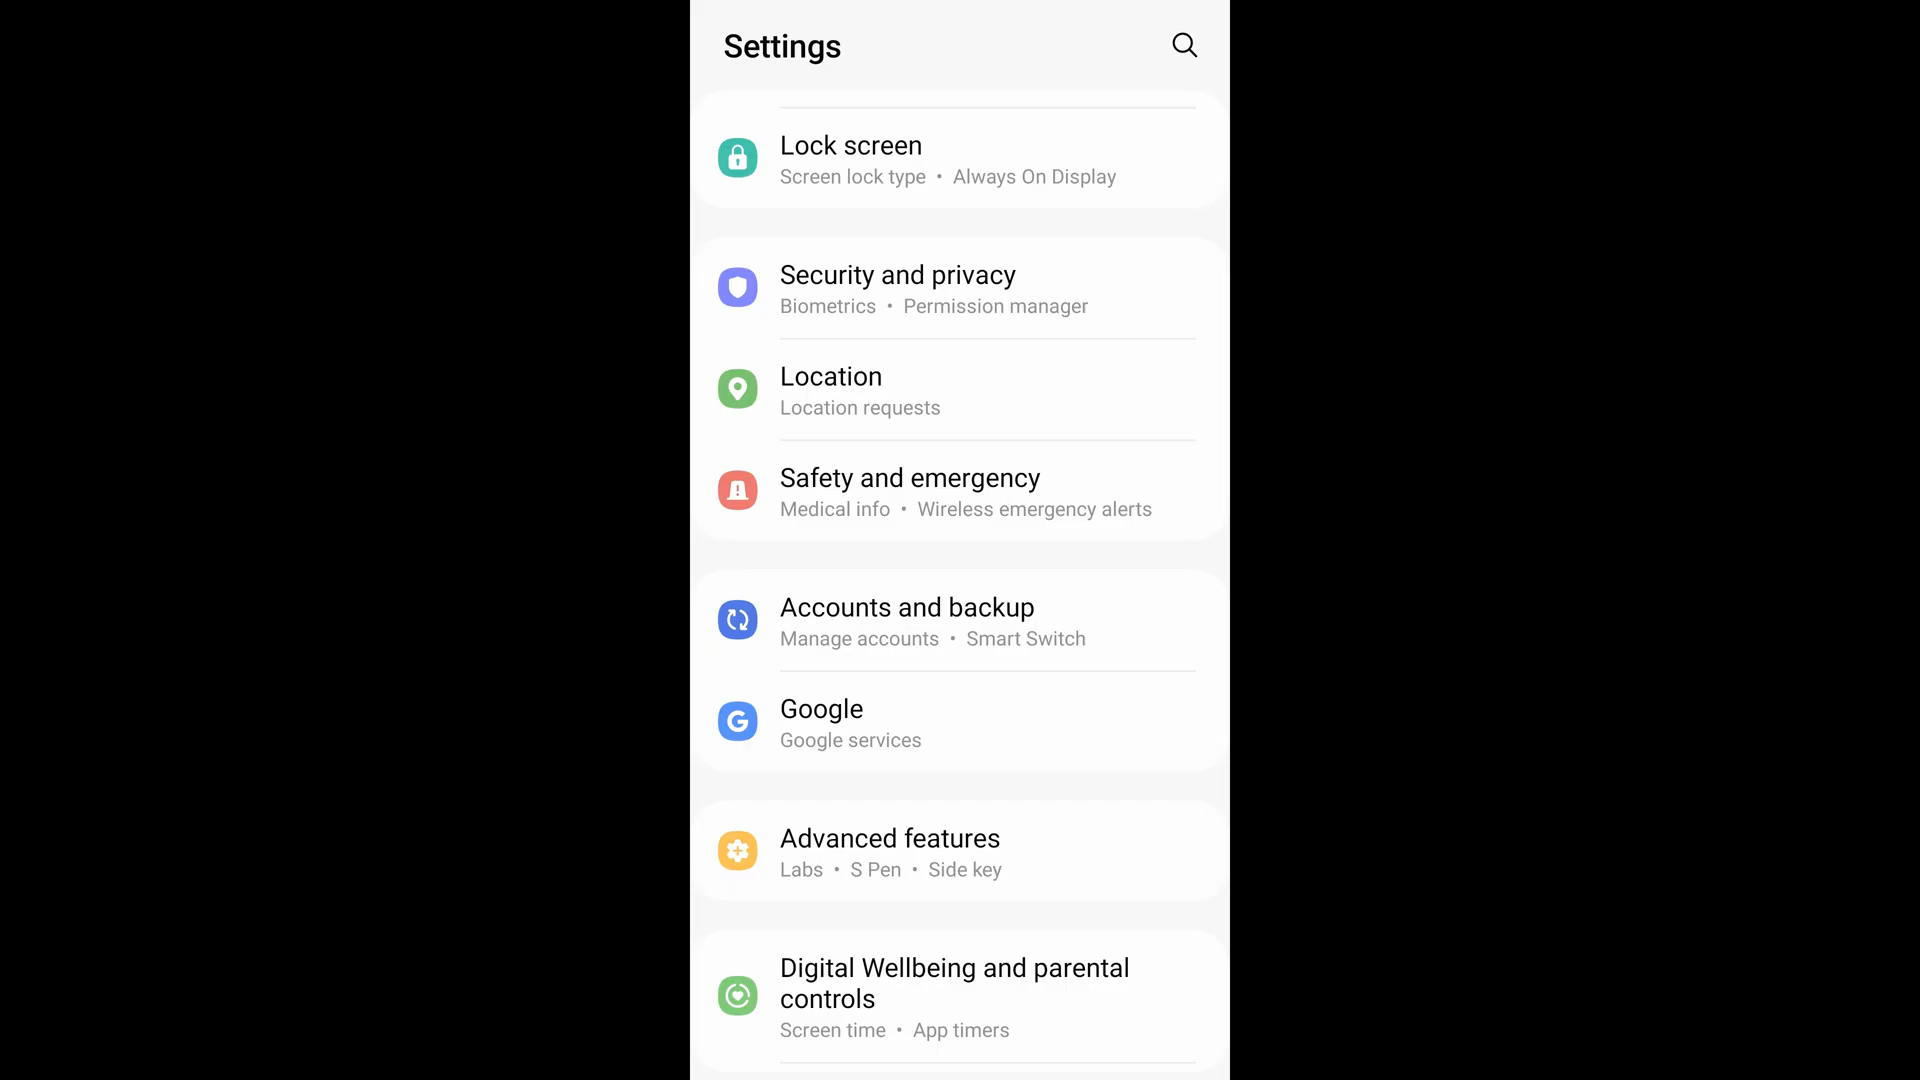 Settings
Lock screen
Screen lock type • Always On Display
Security and privacy
Biometrics • Permission manager
Location
Location requests
Safety and emergency
Medical info • Wireless emergency alerts
Accounts and backup
Manage accounts • Smart Switch
Google
Google services
Advanced features
Labs • S Pen • Side key
Digital Wellbeing and parental
controls
Screen time • App timers